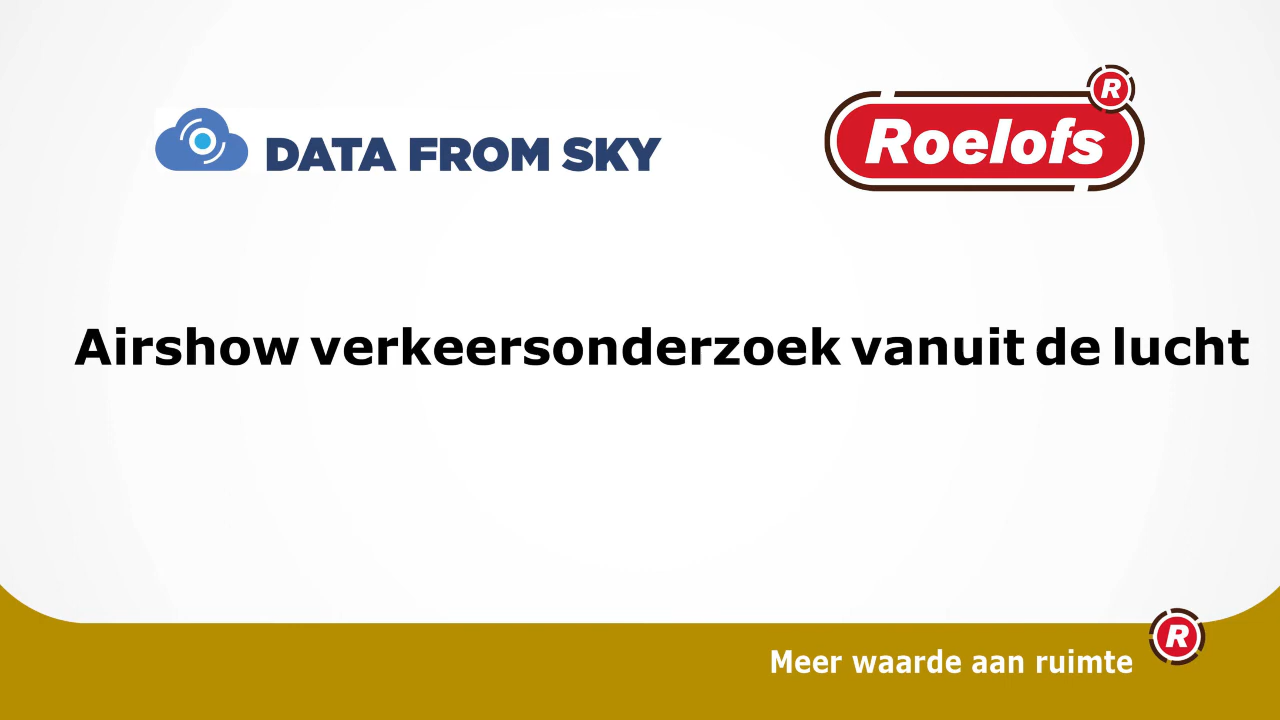 DATA FROM SKY
Roelofs
R
Airshow verkeersonderzoek vanuit de lucht
Meer waarde aan ruimte
R